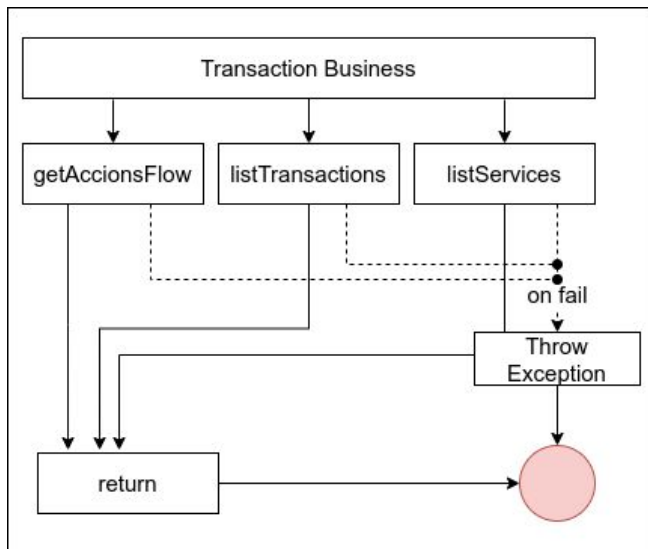 Transaction Business
getAccionsFlow
listTransactions
listServices
on fail
Throw
Exception
return